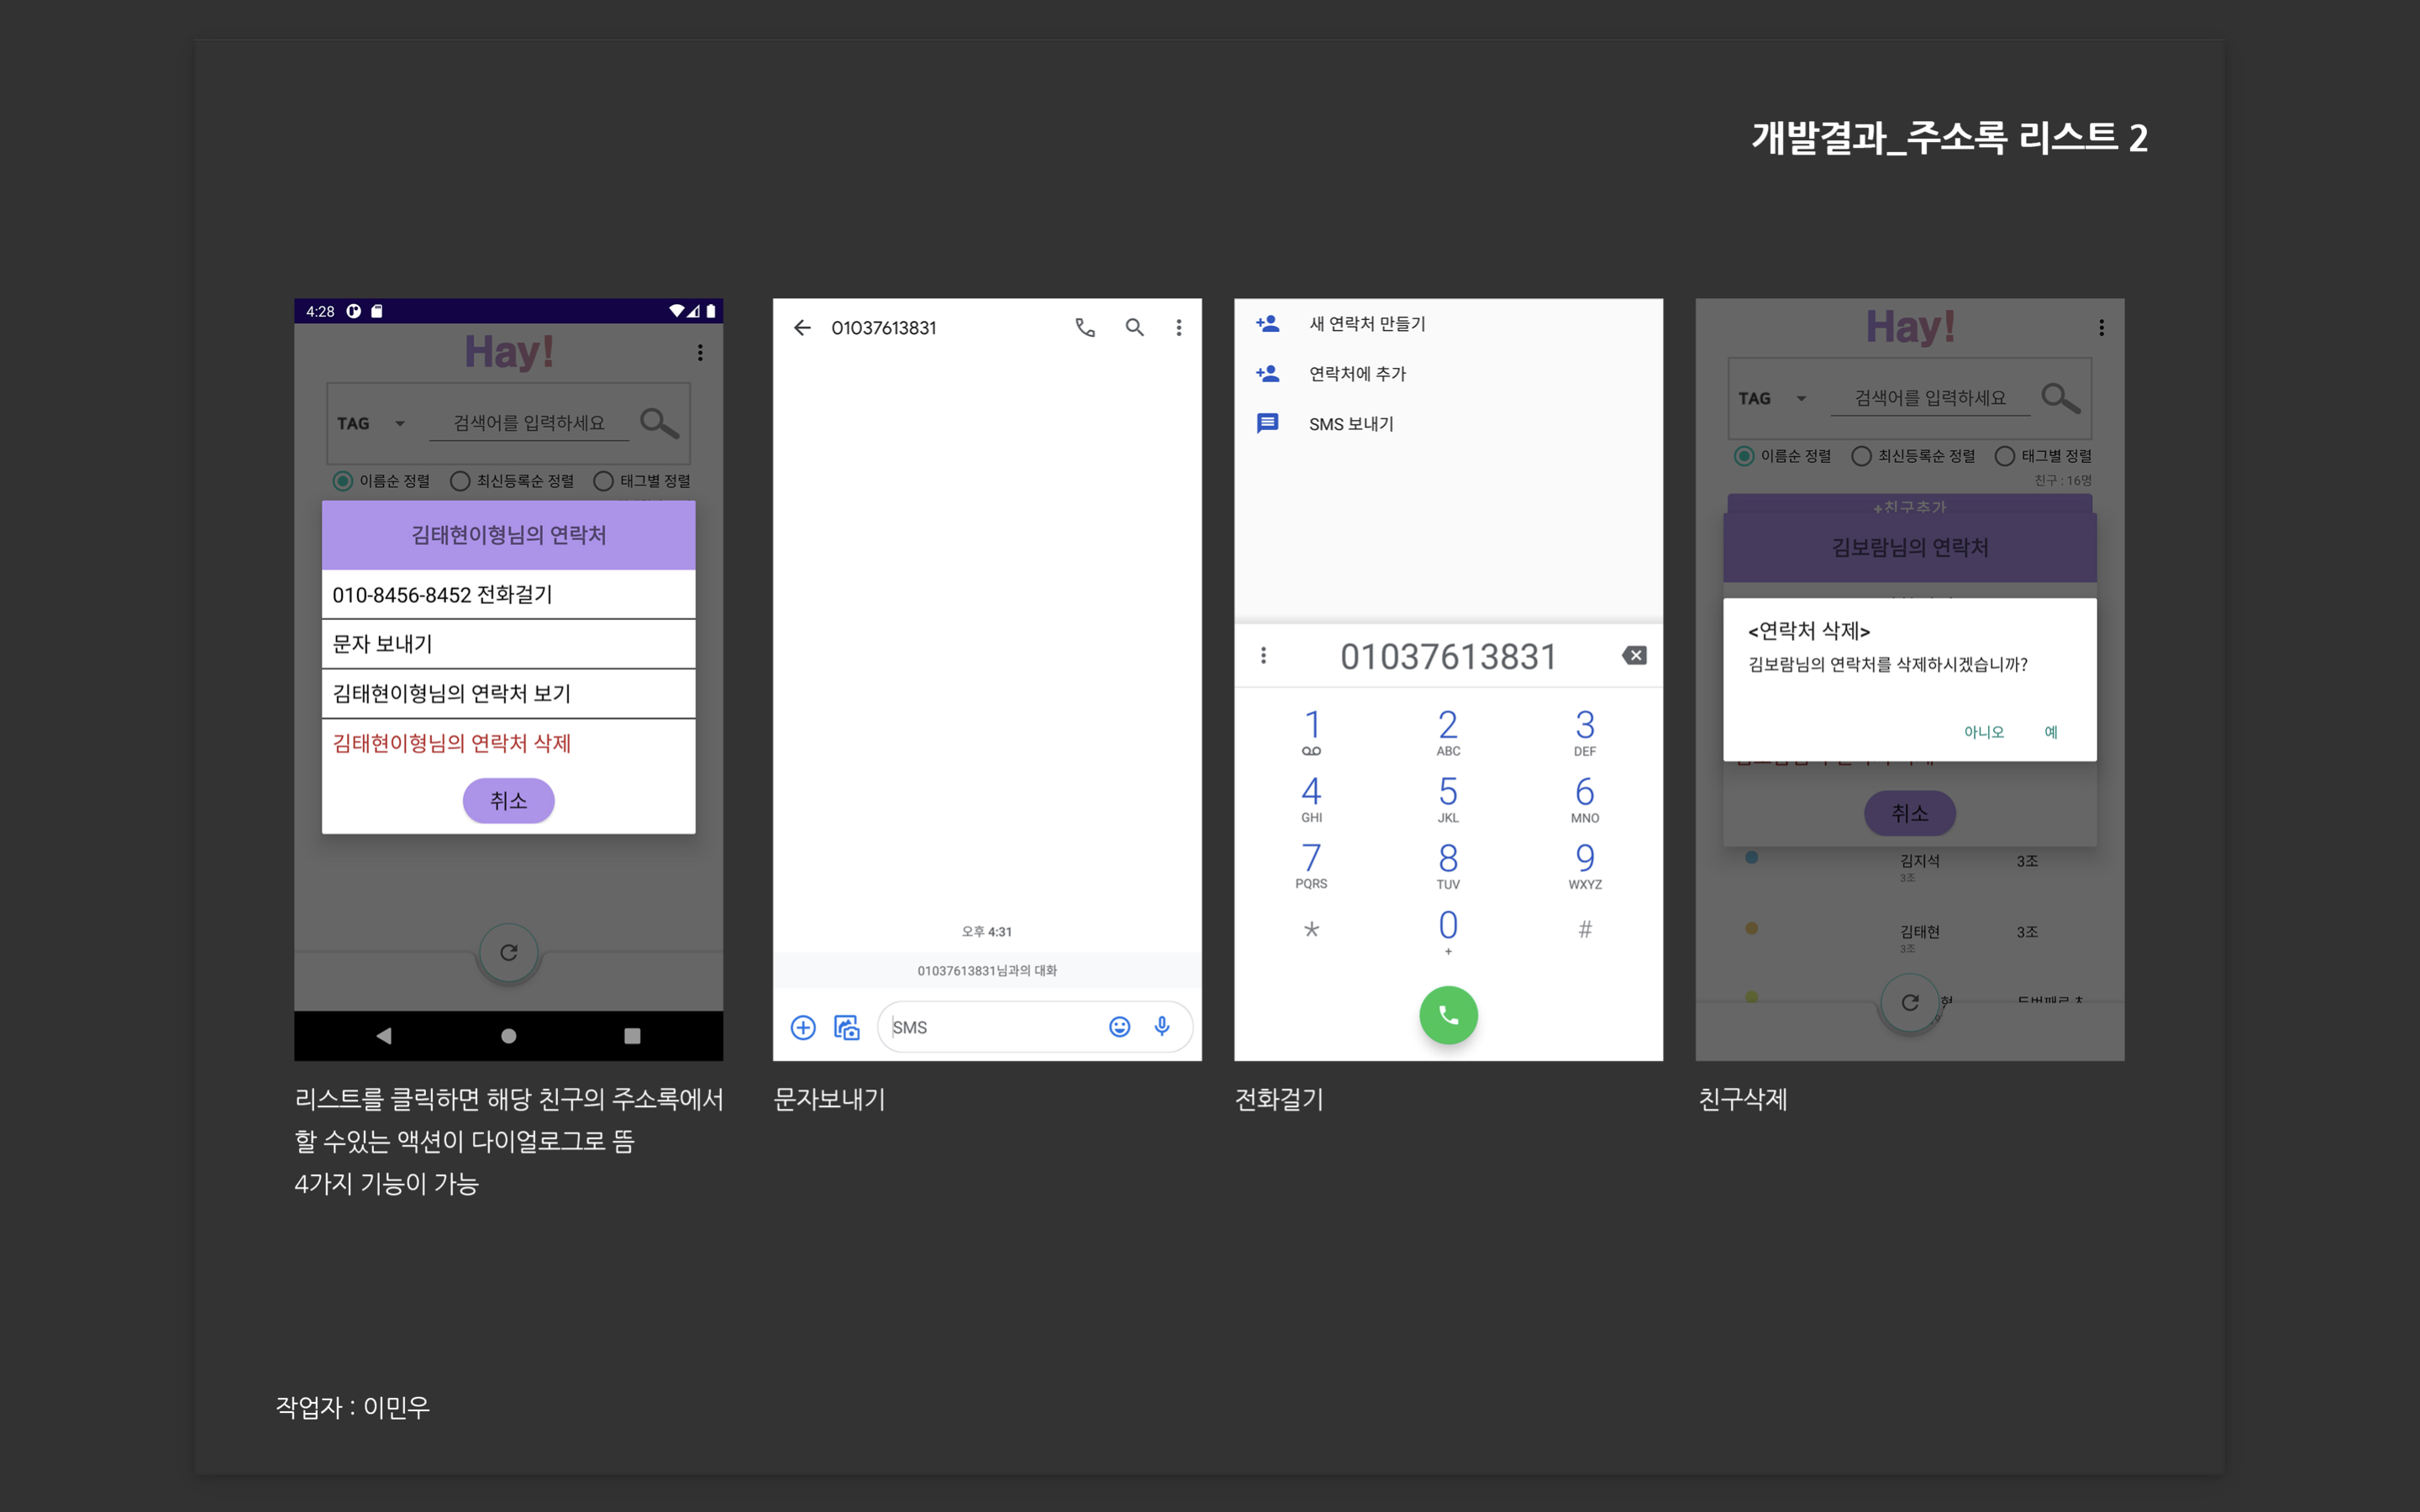 개발결과_주소록 리스트 2
4:28
Hay!
TAG
검색어를 입력하세요
이름순 정렬
최신등록순 정렬
태그별 정렬
김태현이형님의 연락처
010-8456-8452 전화걸기
문자 보내기
김태현이형님의 연락처 보기
김태현이형님의 연락처 삭제
취소
리스트를 클릭하면 해당 친구의 주소록에서
할 수있는 액션이 다이얼로그로 뜸
4가지 기능이 가능
01037613831
오후 4:31
01037613831님과의 대화
SMS
문자보내기
새 연락처 만들기
연락처에 추가
SMS 보내기
01037613831
1 2 3
ABC DEF
4 5 6
GHI JKL MNO
7 8 9
PQRS TUV WXYZ
* 0 #
+
전화걸기
Hay!
TAG
검색어를 입력하세요
이름순 정렬
최신등록순 정렬
태그별 정렬
친구 : 16명
+친구추가
김보람님의 연락처
<연락처 삭제>
김보람님의 연락처를 삭제하시겠습니까?
아니오 예
취소
김지석 3조
3조
김태현 3조
3조
친구삭제
작업자 : 이민우